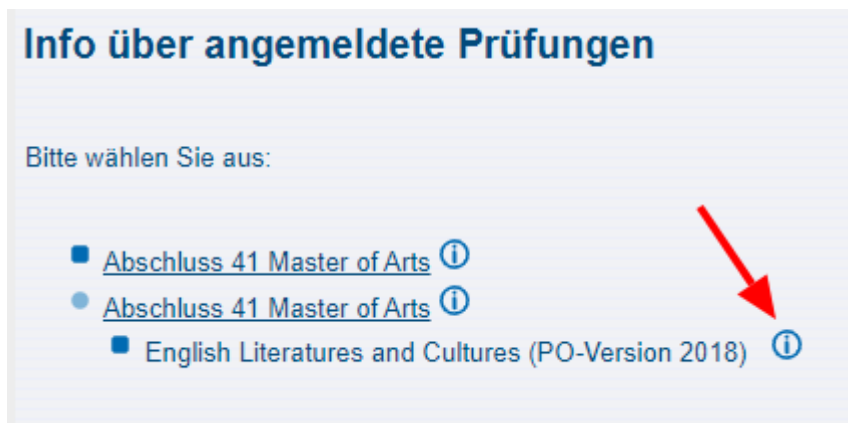 Info über angemeldete Prüfungen
Bitte wählen Sie aus:
Abschluss 41 Master of Arts
Abschluss 41 Master of Arts
English Literatures and Cultures (PO-Version 2018)